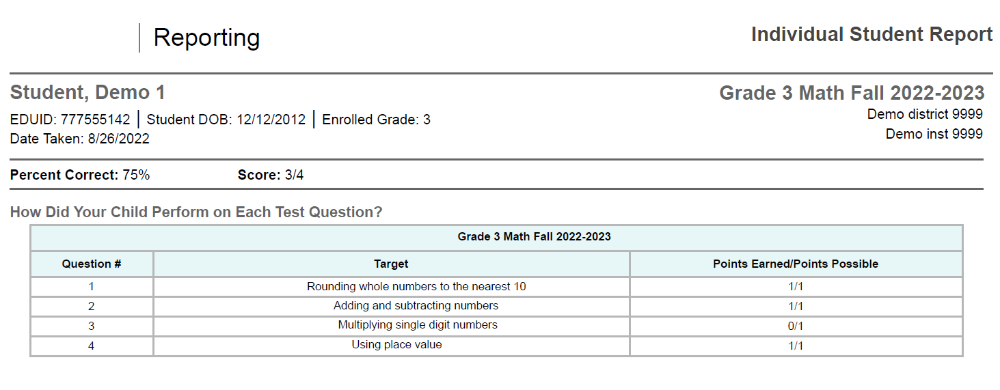 Reporting
Individual Student Report
Student, Demo 1
Grade 3 Math Fall 2022-2023
EDUID: 777555142 | Student DOB: 12/12/2012 | Enrolled Grade: 3
Demo district 9999
Date Taken: 8/26/2022
Demo inst 9999
Percent Correct: 75% Score: 3/4
How Did Your Child Perform on Each Test Question?
Grade 3 Math Fall 2022-2023
Question # Target Points Earned/Points Possible
1 Rounding whole numbers to the nearest 10 1/1
2 Adding and subtracting numbers 1/1
3 Multiplying single digit numbers 0/1
4 Using place value 1/1